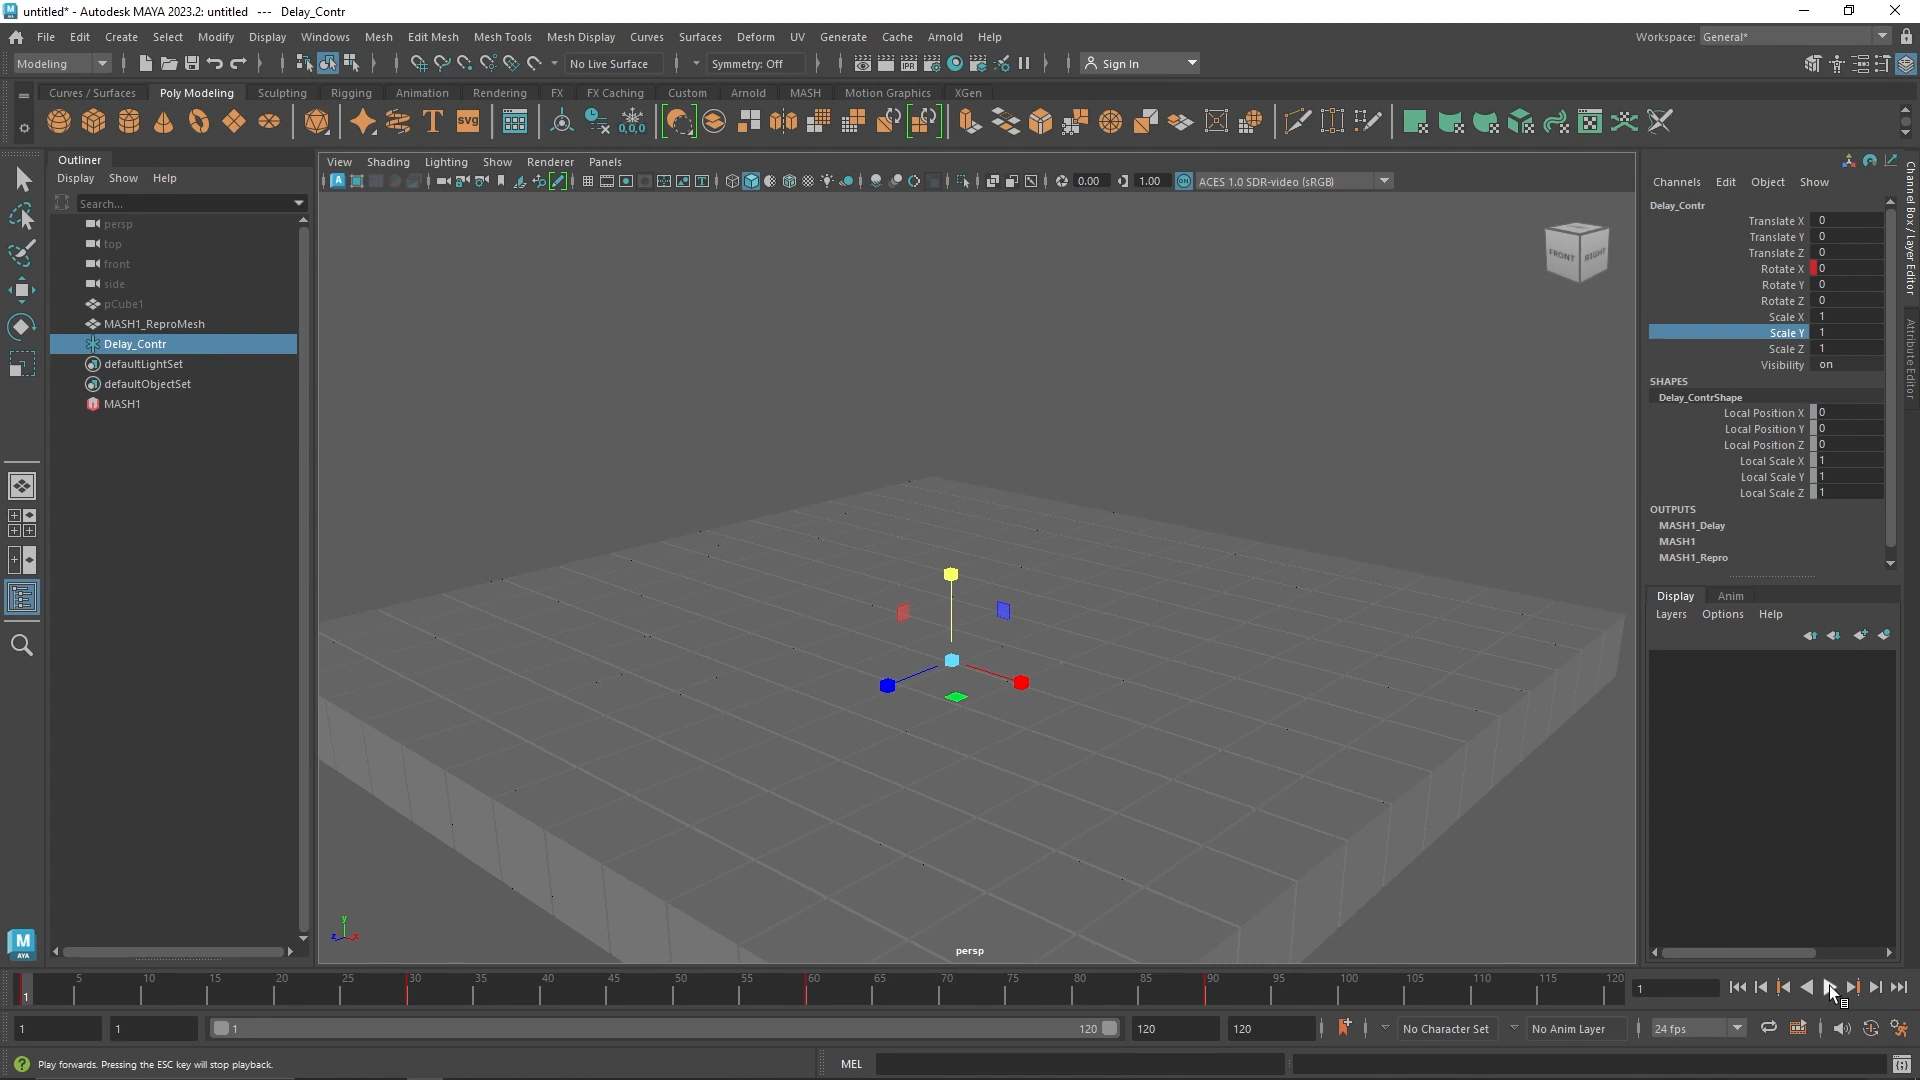 untitled* - Autodesk MAYA 2023.2: untitled --- Delay_Contr
File Edit Create Select Modify Display Windows Mesh Edit Mesh Mesh Tools Mesh Display Curves Surfaces Deform UV Generate Cache Arnold Help
Workspace: General*
Modeling No Live Surface Symmetry: Off Sign In
Curves / Surfaces Poly Modeling Sculpting Rigging Animation Rendering FX FX Caching Custom Arnold MASH Motion Graphics XGen
Outliner
Display Show Help
Search...
persp
top
front
side
pCube1
MASH1_ReproMesh
Delay_Contr
defaultLightSet
defaultObjectSet
MASH1
View Shading Lighting Show Renderer Panels
0.00 1.00 ACES 1.0 SDR-video (sRGB)
FRONT RIGHT
persp
Channels Edit Object Show
Delay_Contr
Translate X 0
Translate Y 0
Translate Z 0
Rotate X 0
Rotate Y 0
Rotate Z 0
Scale X 1
Scale Y 1
Scale Z 1
Visibility on
SHAPES
Delay_ContrShape
Local Position X 0
Local Position Y 0
Local Position Z 0
Local Scale X 1
Local Scale Y 1
Local Scale Z 1
OUTPUTS
MASH1_Delay
MASH1
MASH1_Repro
Display Anim
Layers Options Help
Channel Box / Layer Editor
Attribute Editor
5 10 15 20 25 30 35 40 45 50 55 60 65 70 75 80 85 90 95 100 105 110 115 120
1
1
1 1 1 120 120 120 No Character Set No Anim Layer 24 fps
Play forwards. Pressing the ESC key will stop playback. MEL